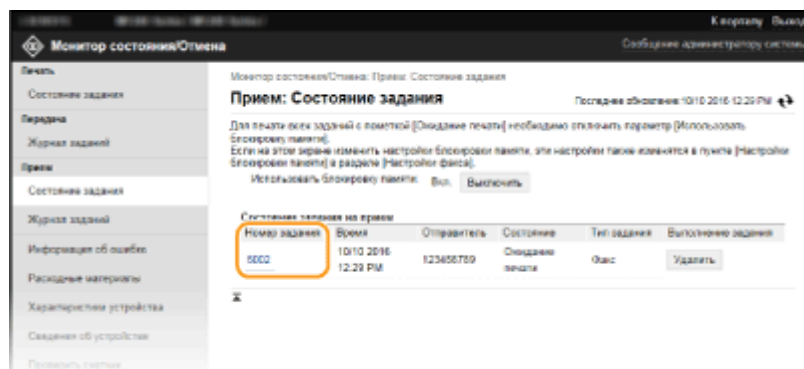 К порталу Выход
Монитор состояния/Отмена
Сообщение администратору системы
Печать
Состояние задания
Передача
Журнал заданий
Прием
Состояние задания
Журнал заданий
Информация об ошибке
Расходные материалы
Характеристики устройства
Сведения об устройстве
Проверить счетчик
Монитор состояния/Отмена: Прием: Состояние задания
Прием: Состояние задания
Последнее обновление: 10/10 2016 12:29 PM
Для печати всех заданий с пометкой [Ожидание печати] необходимо отключить параметр [Использовать
блокировку памяти].
Если на этом экране изменить настройки блокировки памяти, эти настройки также изменятся в пункте [Настройки
блокировки памяти] в разделе [Настройки факса].
Использовать блокировку памяти: Вкл. Выключить
Состояние задания на прием
Номер задания Время Отправитель Состояние Тип задания Выполнение задания
5002 10/10 2016 12:29 PM 123456789 Ожидание печати Факс Удалить